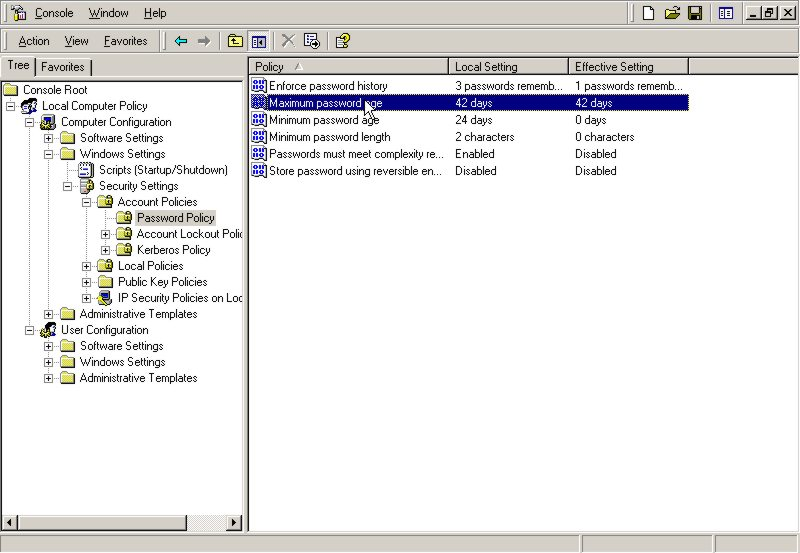 Console Window Help
Action View Favorites
Tree Favorites
Console Root
Local Computer Policy
Computer Configuration
Software Settings
Windows Settings
Scripts (Startup/Shutdown)
Security Settings
Account Policies
Password Policy
Account Lockout Polic
Kerberos Policy
Local Policies
Public Key Policies
IP Security Policies on Loc
Administrative Templates
User Configuration
Software Settings
Windows Settings
Administrative Templates
Policy Local Setting Effective Setting
Enforce password history 3 passwords rememb... 1 passwords rememb...
Maximum password age 42 days 42 days
Minimum password age 24 days 0 days
Minimum password length 2 characters 0 characters
Passwords must meet complexity re... Enabled Disabled
Store password using reversible en... Disabled Disabled